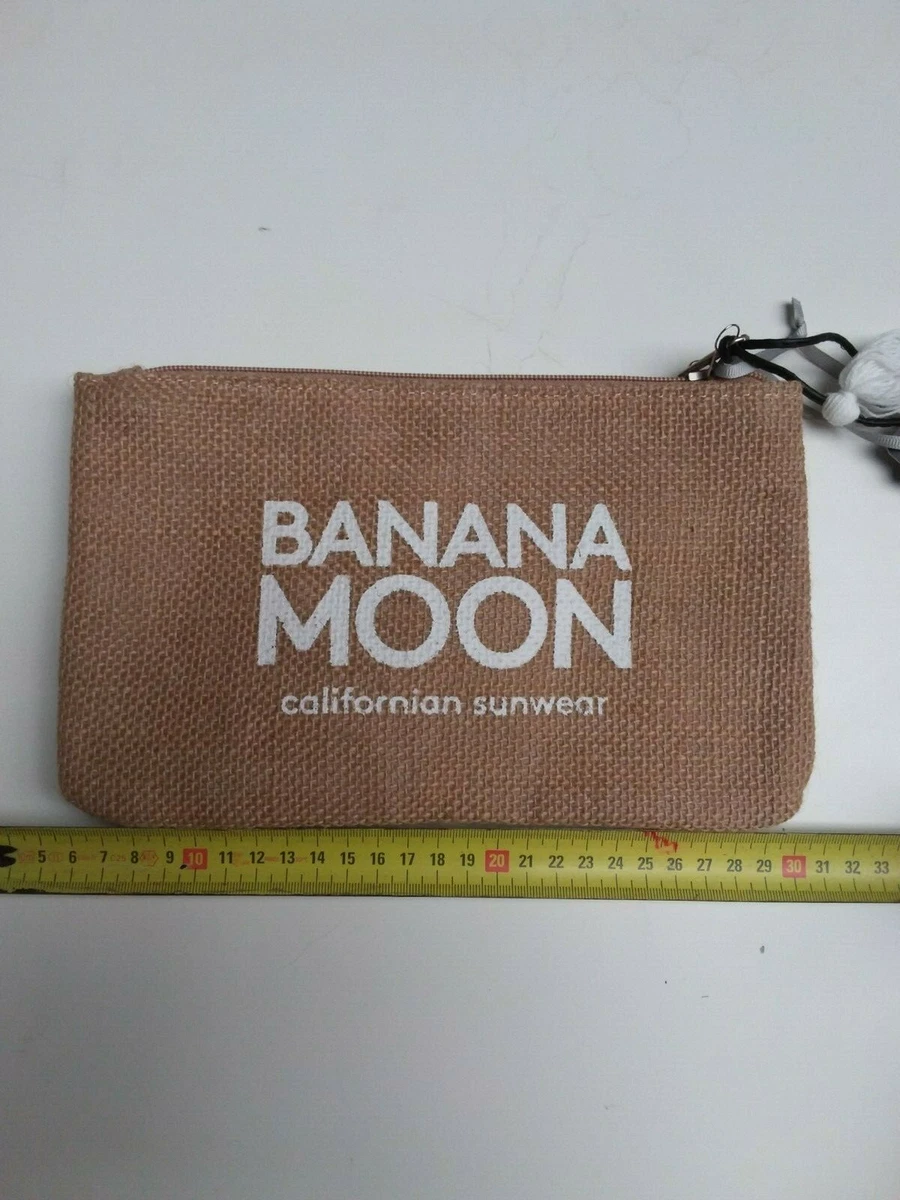 BANANA
MOON
californian sunwear
5 6 7 8 9 10 11 12 13 14 15 16 17 18 19 20 21 22 23 24 25 26 27 28 29 30 31 32 33